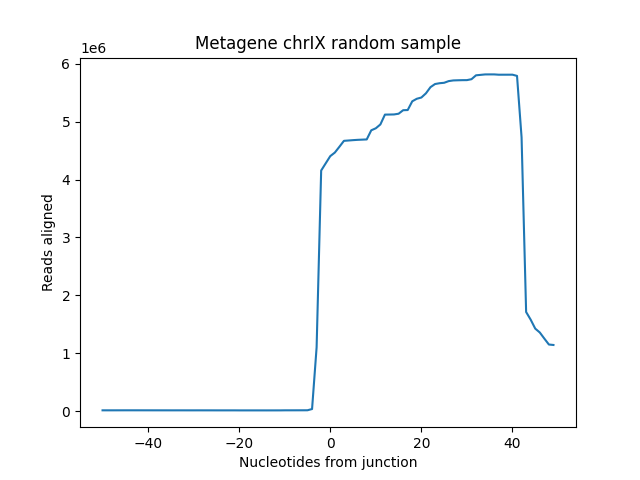 Metagene chrIX random sample
1e6
6
5
4
3
2
1
0
Reads aligned
−40 −20 0 20 40
Nucleotides from junction